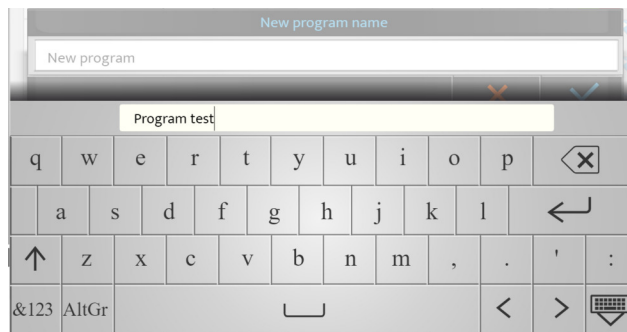 New program name
New program
Program test
q w e r t y u i o p
a s d f g h j k l
z x c v b n m , . ' :
&123 AltGr < >